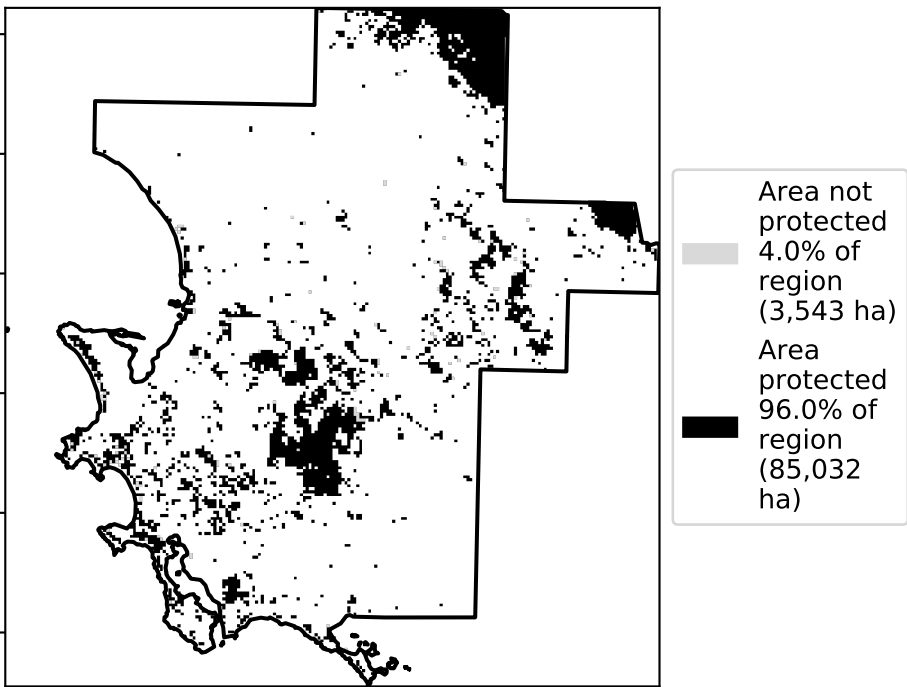 Area not
protected
4.0% of
region
(3,543 ha)
Area
protected
96.0% of
region
(85,032
ha)